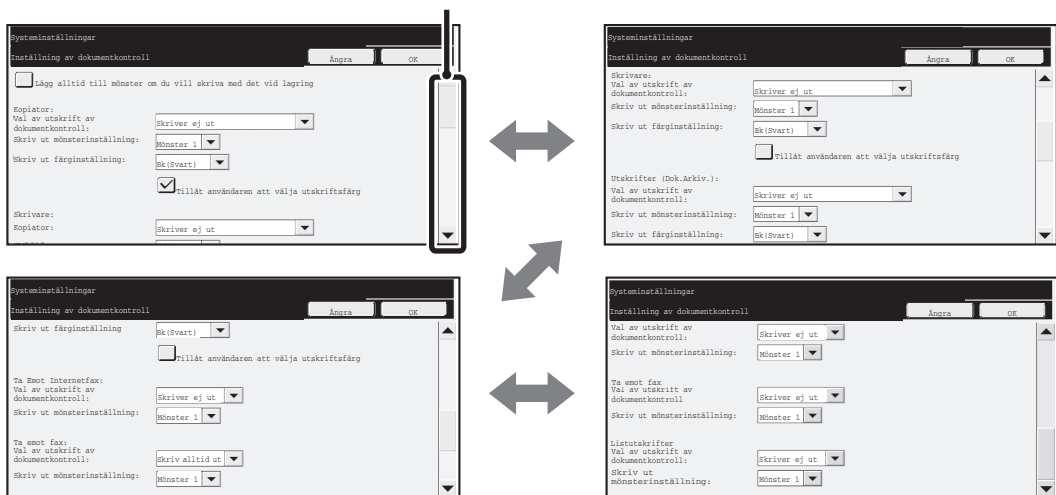 Systeminställningar
Inställning av dokumentkontroll
Ångra
OK
Lägg alltid till mönster om du vill skriva med det vid lagring
Kopiator:
Val av utskrift av
dokumentkontroll:
Skriver ej ut
Skriv ut mönsterinställning:
Mönster 1
Skriv ut färginställning:
Bk(Svart)
Tillåt användaren att välja utskriftsfärg
Skrivare:
Kopiator:
Skriver ej ut
Systeminställningar
Inställning av dokumentkontroll
Ångra
OK
Skrivare:
Val av utskrift av
dokumentkontroll:
Skriver ej ut
Skriv ut mönsterinställning:
Mönster 1
Skriv ut färginställning:
Bk(Svart)
Tillåt användaren att välja utskriftsfärg
Utskrifter (Dok.Arkiv.):
Val av utskrift av
dokumentkontroll:
Skriver ej ut
Skriv ut mönsterinställning:
Mönster 1
Skriv ut färginställning:
Bk(Svart)
Systeminställningar
Inställning av dokumentkontroll
Ångra
OK
Skriv ut färginställning
Bk(Svart)
Tillåt användaren att välja utskriftsfärg
Ta Emot Internetfax:
Val av utskrift av
dokumentkontroll:
Skriver ej ut
Skriv ut mönsterinställning:
Mönster 1
Ta emot fax:
Val av utskrift av
dokumentkontroll:
Skriv alltid ut
Skriv ut mönsterinställning:
Mönster 1
Systeminställningar
Inställning av dokumentkontroll
Ångra
OK
Val av utskrift av
dokumentkontroll:
Skriver ej ut
Skriv ut mönsterinställning:
Mönster 1
Ta emot fax
Val av utskrift av
dokumentkontroll
Skriver ej ut
Skriv ut mönsterinställning:
Mönster 1
Listutskrifter
Val av utskrift av
dokumentkontroll:
Skriver ej ut
Skriv ut
mönsterinställning:
Mönster 1